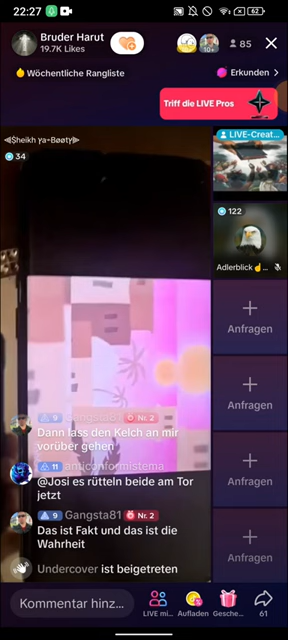 22:27
62
Bruder Harut
19.7K Likes
10+
85
Wöchentliche Rangliste
Erkunden >
Triff die LIVE Pros
34
LIVE-Creat...
122
Adlerblick☝️...
Anfragen
Anfragen
Anfragen
Anfragen
9 Gangsta81 Nr. 2
Dann lass den Kelch an mir
vorüber gehen
11 anticonformistema
@Josi es rütteln beide am Tor
jetzt
9 Gangsta81 Nr. 2
Das ist Fakt und das ist die
Wahrheit
Undercover ist beigetreten
Kommentar hinz...
LIVE mi...
Aufladen
Gesche...
61